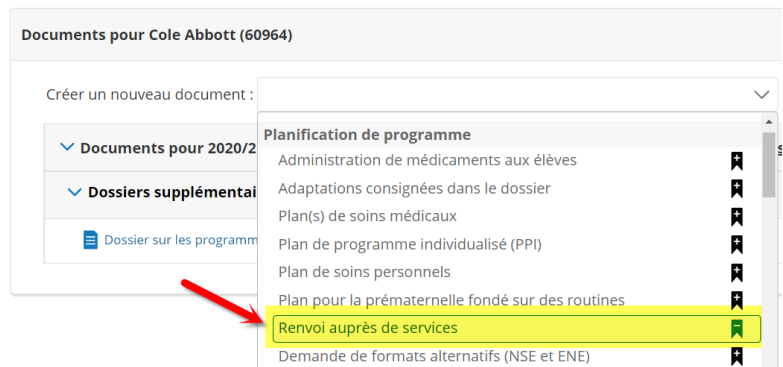 Documents pour Cole Abbott (60964)
Créer un nouveau document :
Planification de programme
Documents pour 2020/2
Administration de médicaments aux élèves
Adaptations consignées dans le dossier
Dossiers supplémentai
Plan(s) de soins médicaux
Dossier sur les programm
Plan de programme individualisé (PPI)
Plan de soins personnels
Plan pour la prématernelle fondé sur des routines
Renvoi auprès de services
Demande de formats alternatifs (NSE et ENE)